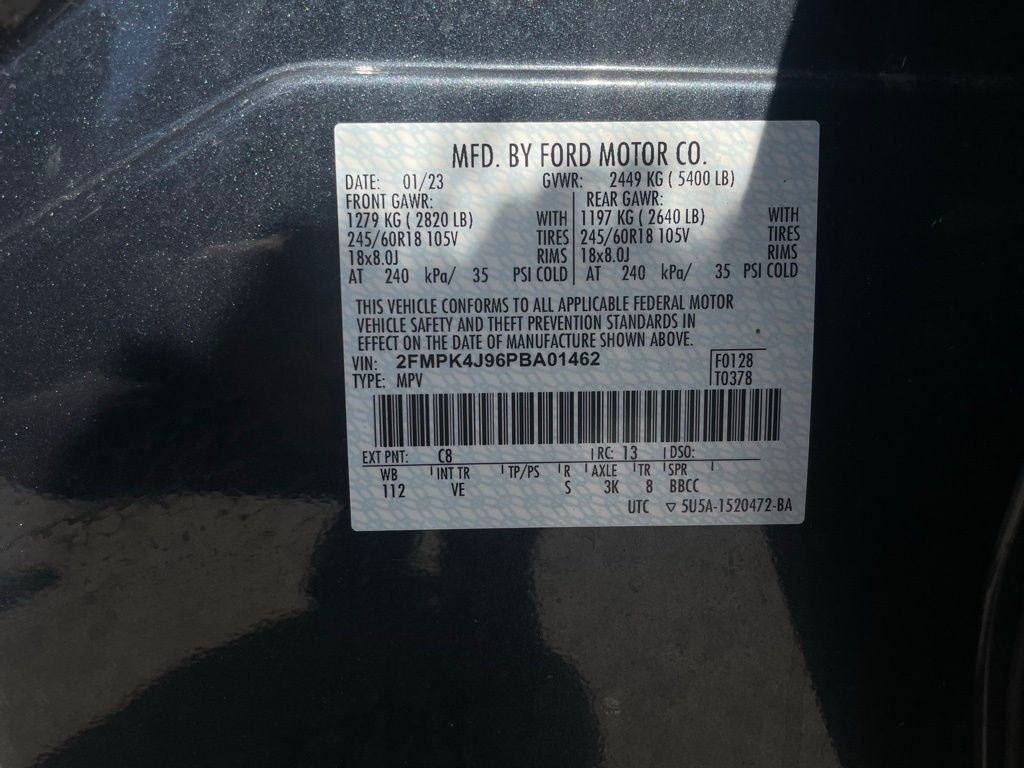 MFD. BY FORD MOTOR CO.
DATE: 01/23 GVWR: 2449 KG ( 5400 LB)
FRONT GAWR: REAR GAWR:
1279 KG ( 2820 LB) WITH 1197 KG ( 2640 LB) WITH
245/60R18 105V TIRES 245/60R18 105V TIRES
18x8.0J RIMS 18x8.0J RIMS
AT 240 kPa/ 35 PSI COLD AT 240 kPa/ 35 PSI COLD
THIS VEHICLE CONFORMS TO ALL APPLICABLE FEDERAL MOTOR
VEHICLE SAFETY AND THEFT PREVENTION STANDARDS IN
EFFECT ON THE DATE OF MANUFACTURE SHOWN ABOVE.
VIN: 2FMPK4J96PBA01462 F0128
TYPE: MPV T0378
EXT PNT: C8 RC: 13 DSO:
WB INT TR TP/PS R AXLE TR SPR
112 VE S 3K 8 BBCC
UTC ▽ 5U5A-1520472-BA